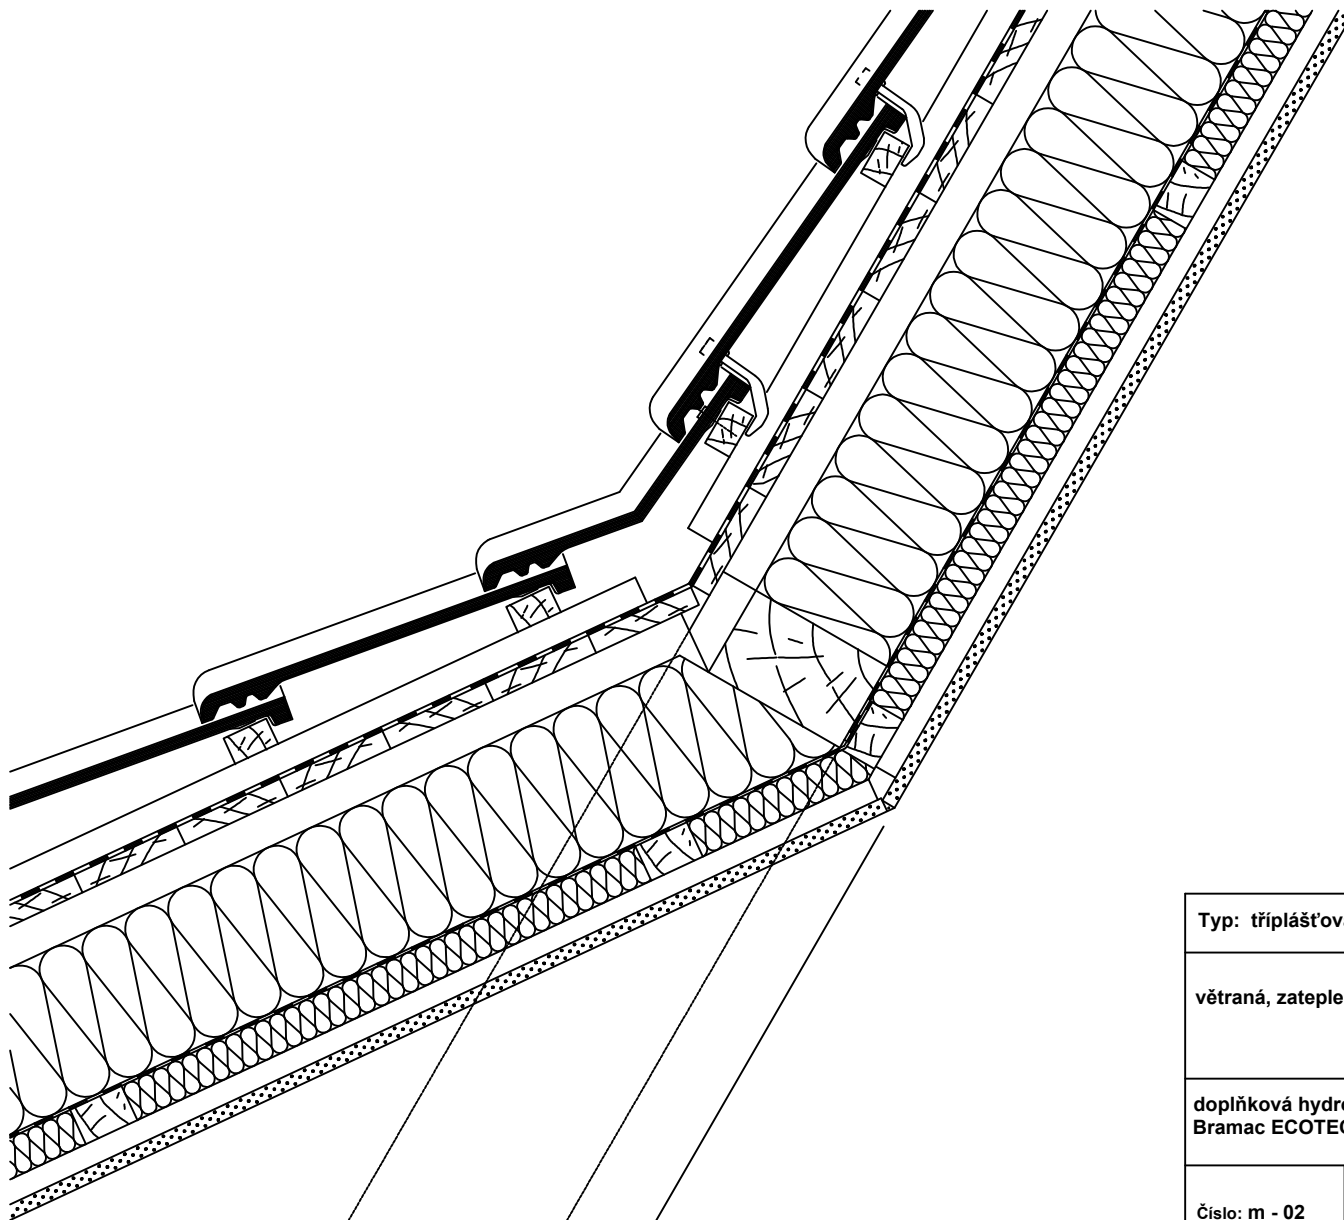 Typ: tříplášťov
větraná, zateple
doplňková hydr
Bramac ECOTE
Číslo: m - 02